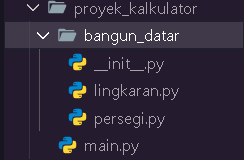 proyek_kalkulator
bangun_datar
__init__.py
lingkaran.py
persegi.py
main.py